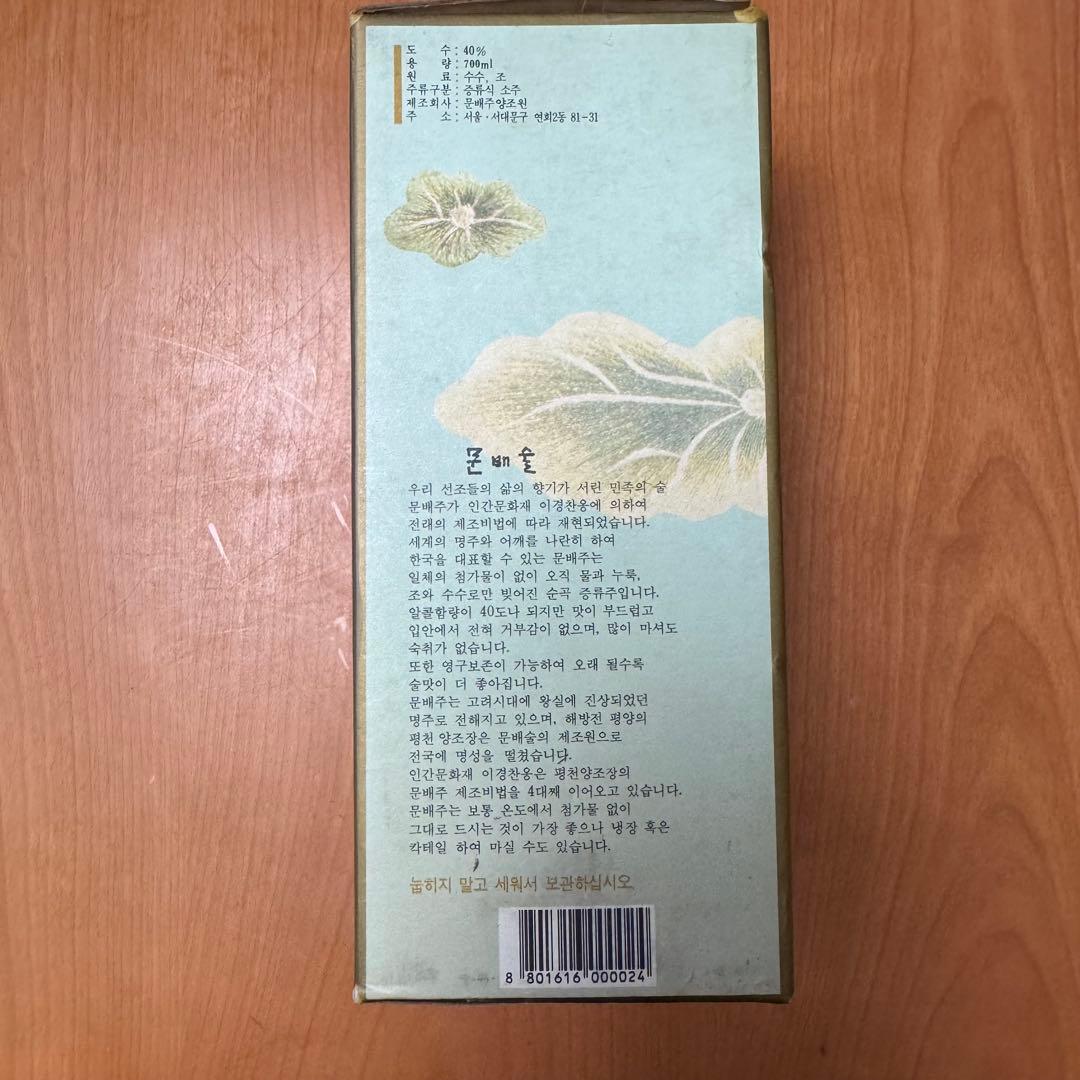 도 수 : 40%
용 량 : 700ml
원 료 : 수수, 조
주류구분 : 증류식 소주
제조회사 : 문배주양조원
주 소 : 서울·서대문구 연희2동 81-31
문배술
우리 선조들의 삶의 향기가 서린 민족의 술
문배주가 인간문화재 이경찬옹에 의하여
전래의 제조비법에 따라 재현되었습니다.
세계의 명주와 어깨를 나란히 하여
한국을 대표할 수 있는 문배주는
일체의 첨가물이 없이 오직 물과 누룩,
조와 수수로만 빚어진 순곡 증류주입니다.
알콜함량이 40도나 되지만 맛이 부드럽고
입안에서 전혀 거부감이 없으며, 많이 마셔도
숙취가 없습니다.
또한 영구보존이 가능하여 오래 될수록
술맛이 더 좋아집니다.
문배주는 고려시대에 왕실에 진상되었던
명주로 전해지고 있으며, 해방전 평양의
평천 양조장은 문배술의 제조원으로
전국에 명성을 떨쳤습니다.
인간문화재 이경찬옹은 평천양조장의
문배주 제조비법을 4대째 이어오고 있습니다.
문배주는 보통 온도에서 첨가물 없이
그대로 드시는 것이 가장 좋으나 냉장 혹은
칵테일 하여 마실 수도 있습니다.
눕히지 말고 세워서 보관하십시오.
8 801616 000024